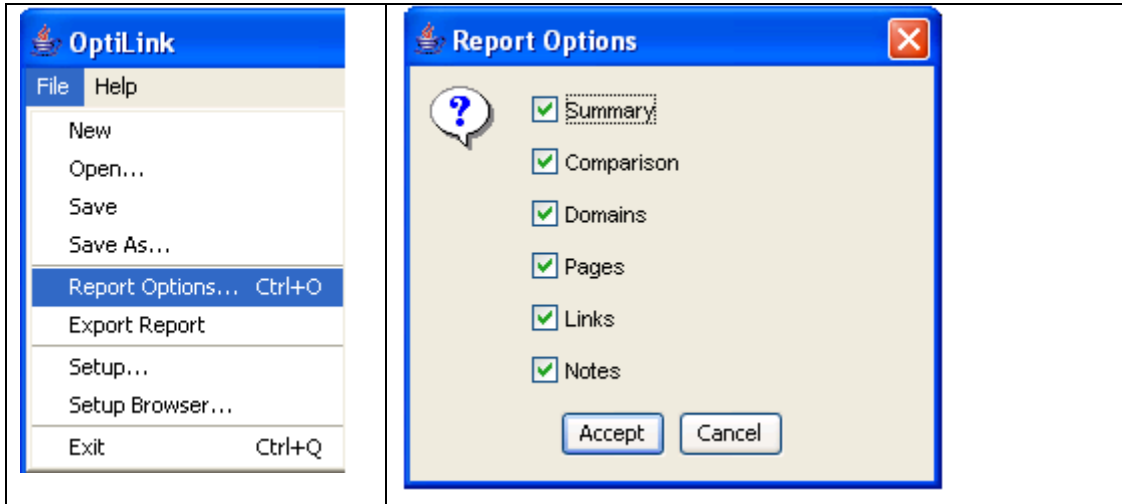 OptiLink
File Help
New
Open...
Save
Save As...
Report Options... Ctrl+O
Export Report
Setup...
Setup Browser...
Exit Ctrl+Q
Report Options
?
Summary
Comparison
Domains
Pages
Links
Notes
Accept Cancel